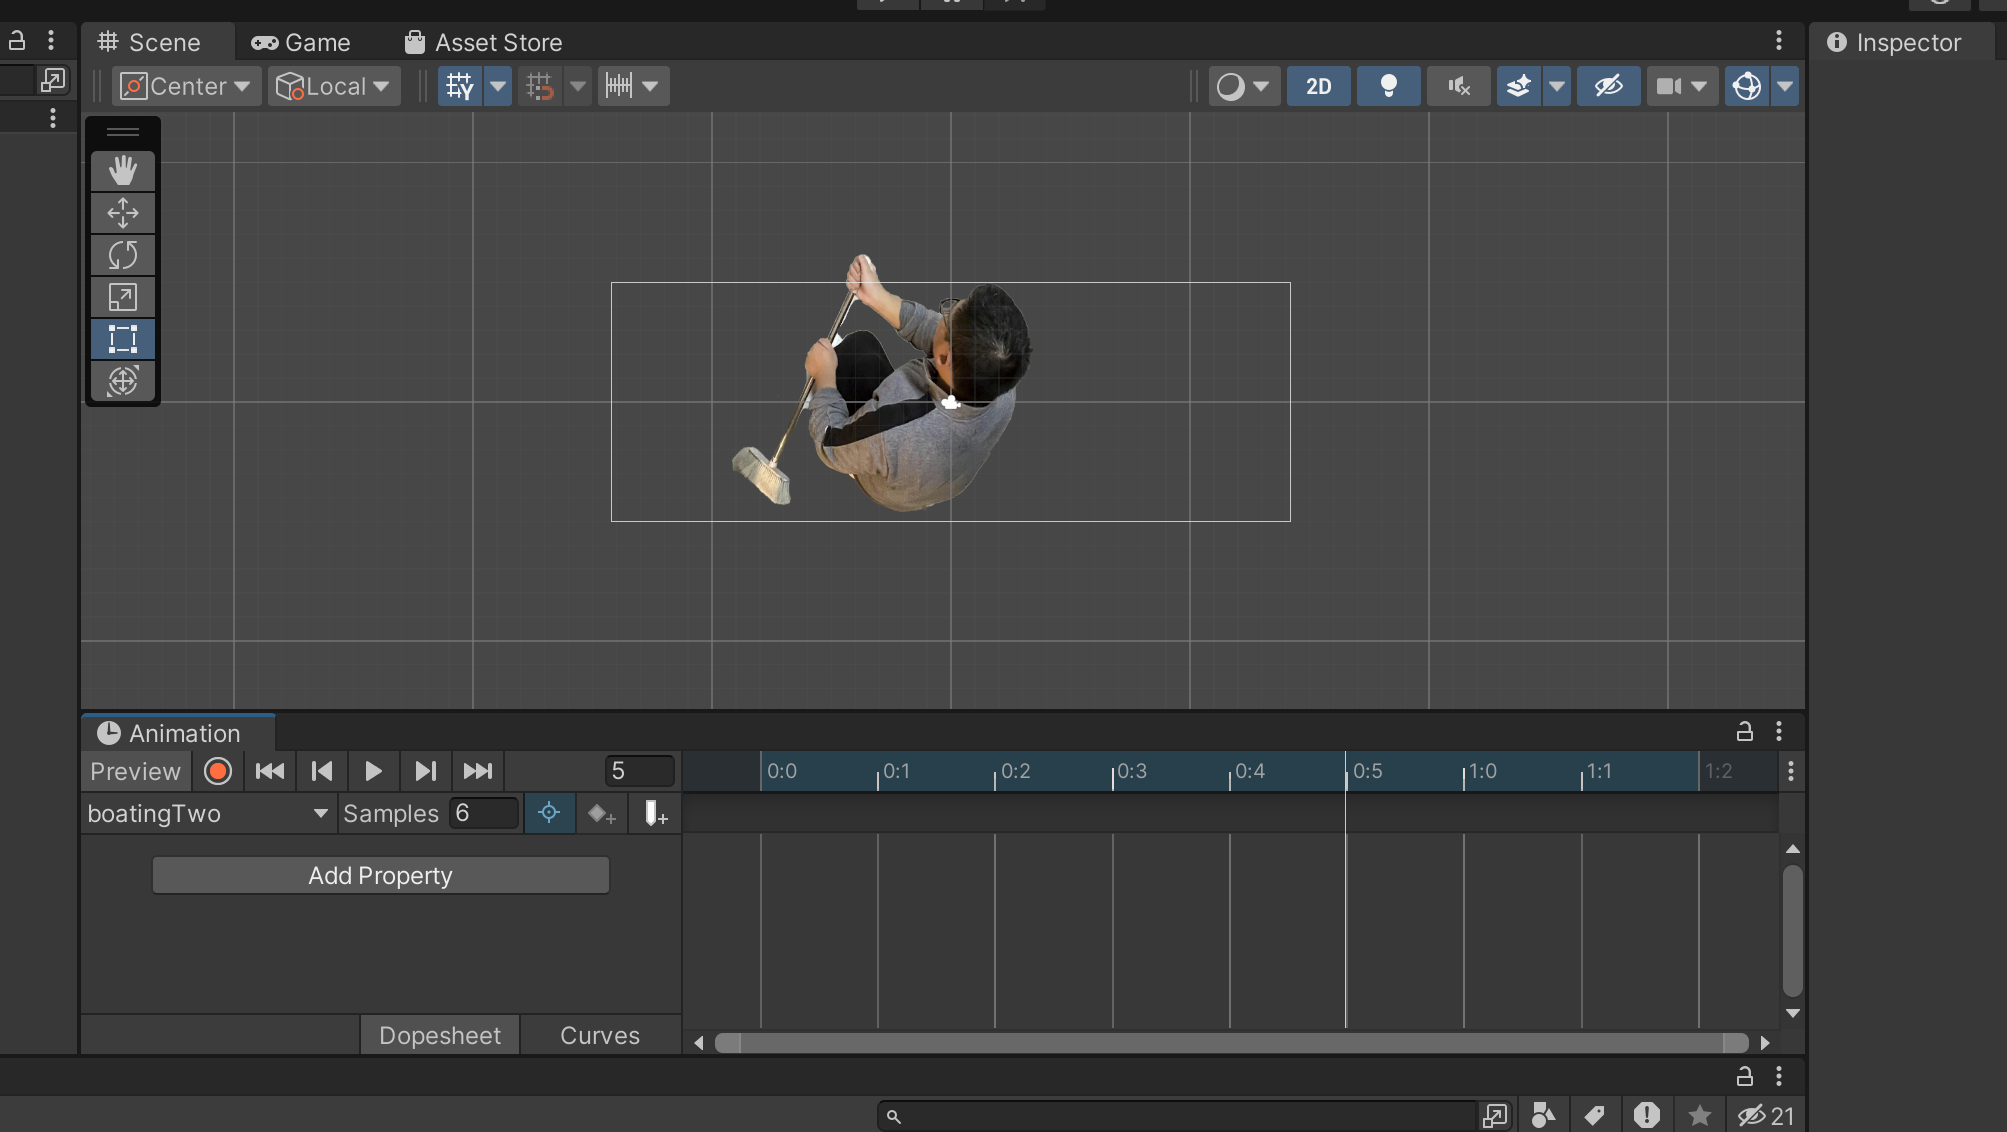 Scene Game Asset Store Inspector
Center Local 2D
Animation
Preview 5 0:0 0:1 0:2 0:3 0:4 0:5 1:0 1:1 1:2
boatingTwo Samples 6
Add Property
Dopesheet Curves
21